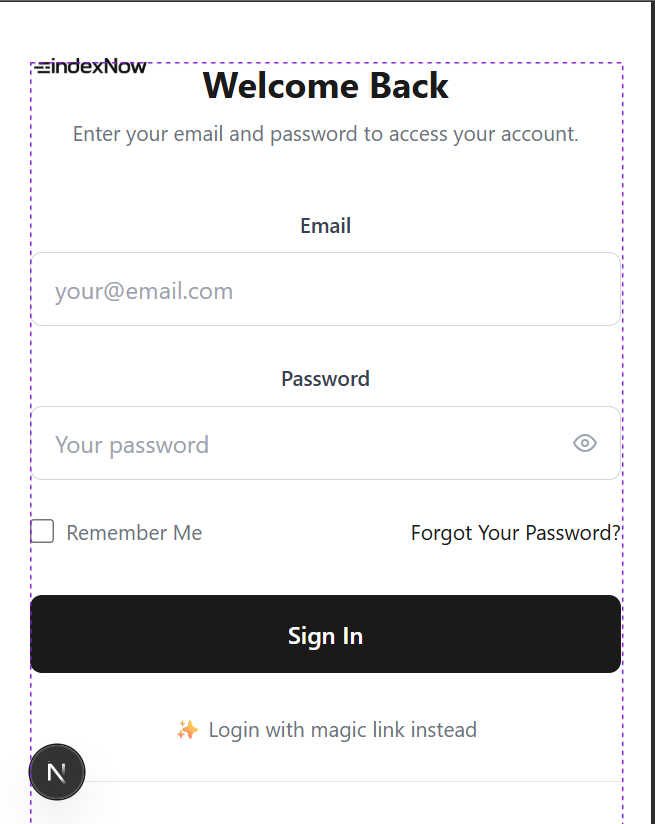 indexNow
Welcome Back
Enter your email and password to access your account.
Email
your@email.com
Password
Your password
Remember Me
Forgot Your Password?
Sign In
✨ Login with magic link instead
N